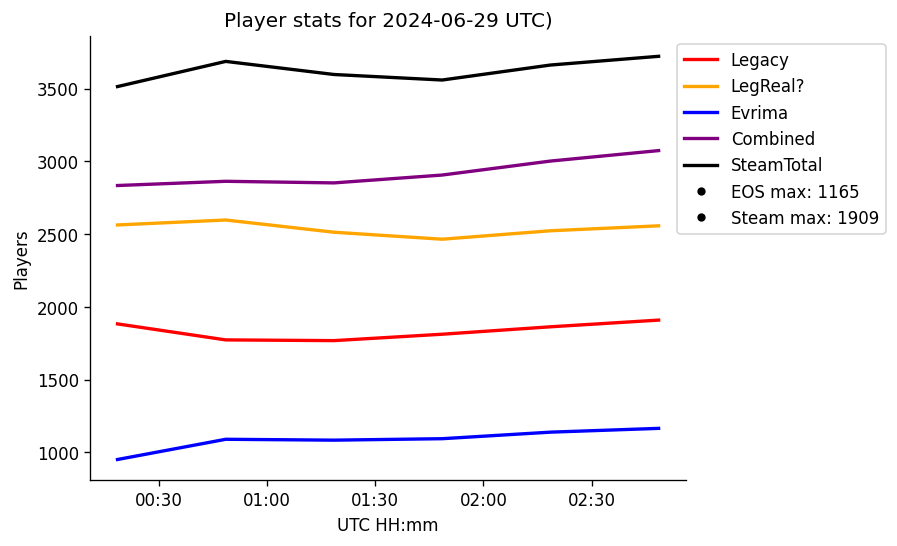 Player stats for 2024-06-29 UTC)
Legacy
LegReal?
Evrima
Combined
SteamTotal
EOS max: 1165
Steam max: 1909
Players
3500
3000
2500
2000
1500
1000
00:30 01:00 01:30 02:00 02:30
UTC HH:mm